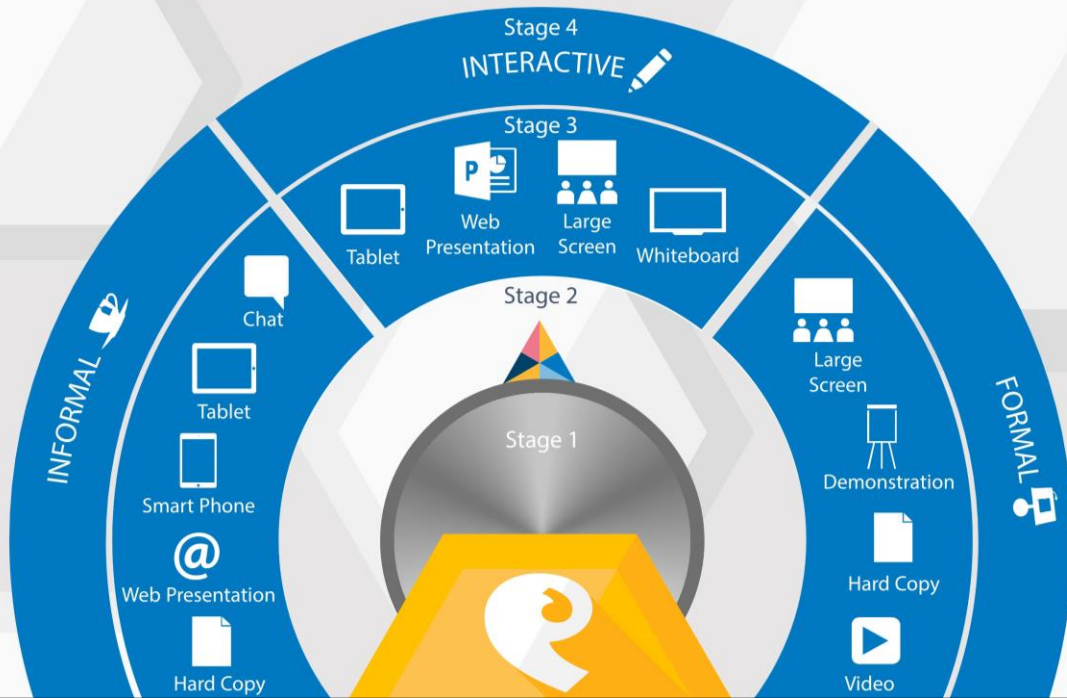 Stage 4
INTERACTIVE
Stage 3
Tablet
Web
Presentation
Large
Screen
Whiteboard
Stage 2
Stage 1
INFORMAL
Chat
Tablet
Smart Phone
@
Web Presentation
Hard Copy
FORMAL
Large
Screen
Demonstration
Hard Copy
Video
P